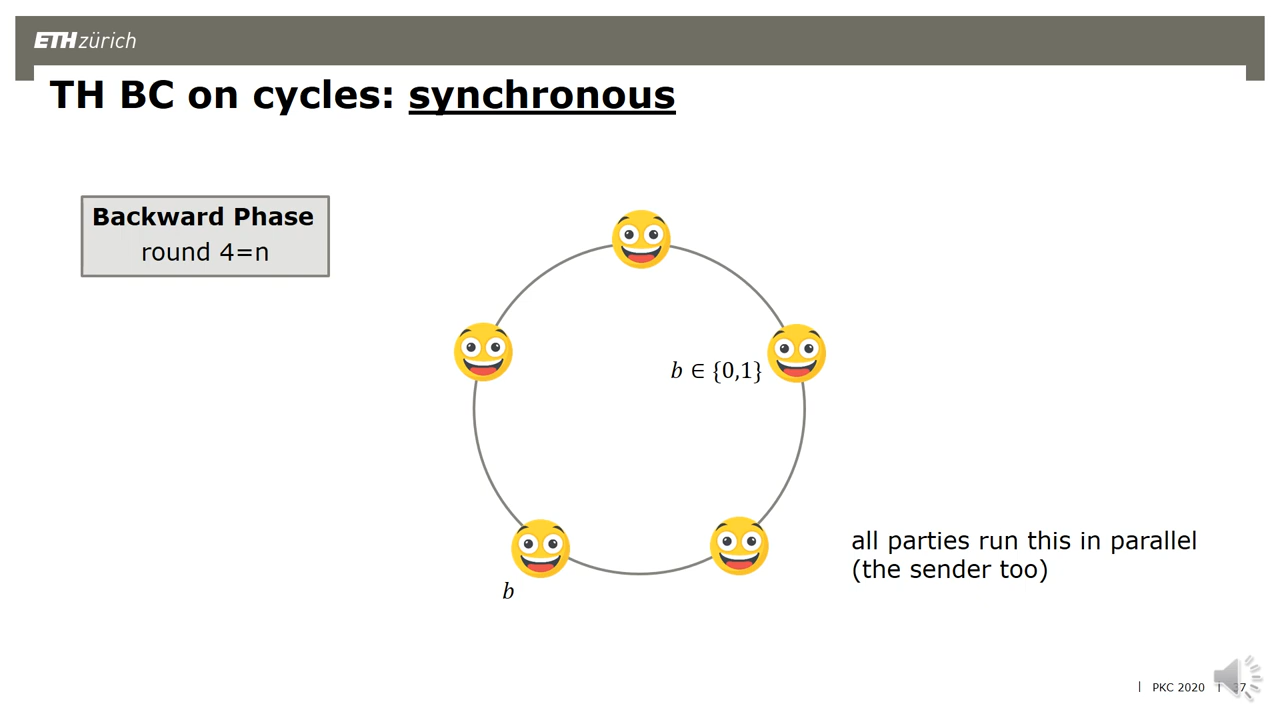 ETH zürich
TH BC on cycles: synchronous
Backward Phase
round 4=n
b ∈ {0,1}
all parties run this in parallel
(the sender too)
b
| PKC 2020 | 37